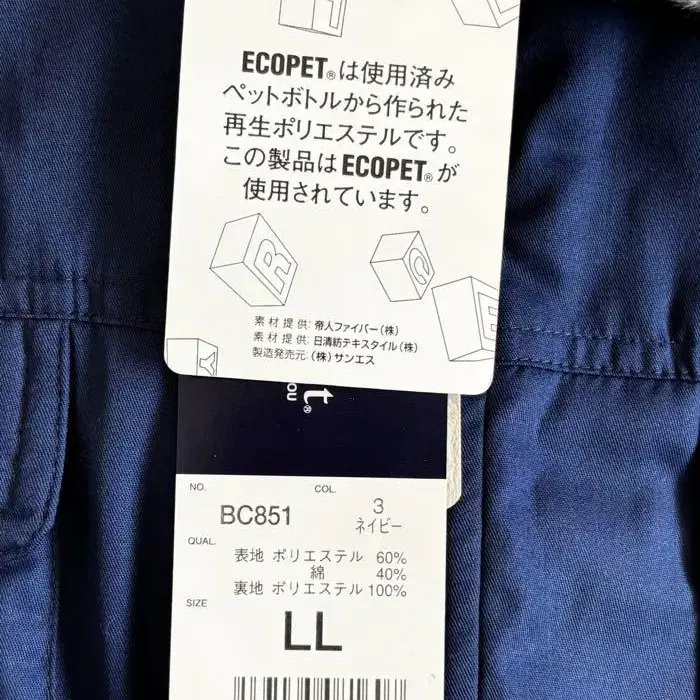 ECOPET®は使用済み
ペットボトルから作られた
再生ポリエステルです。
この製品はECOPET®が
使用されています。
R
C
E
Y
素材提供: 帝人ファイバー(株)
素材提供: 日清紡テキスタイル(株)
製造発売元: (株)サンエス
t®
ou
NO. BC851 COL. 3
ネイビー
QUAL.
表地 ポリエステル 60%
綿 40%
裏地 ポリエステル 100%
SIZE
LL